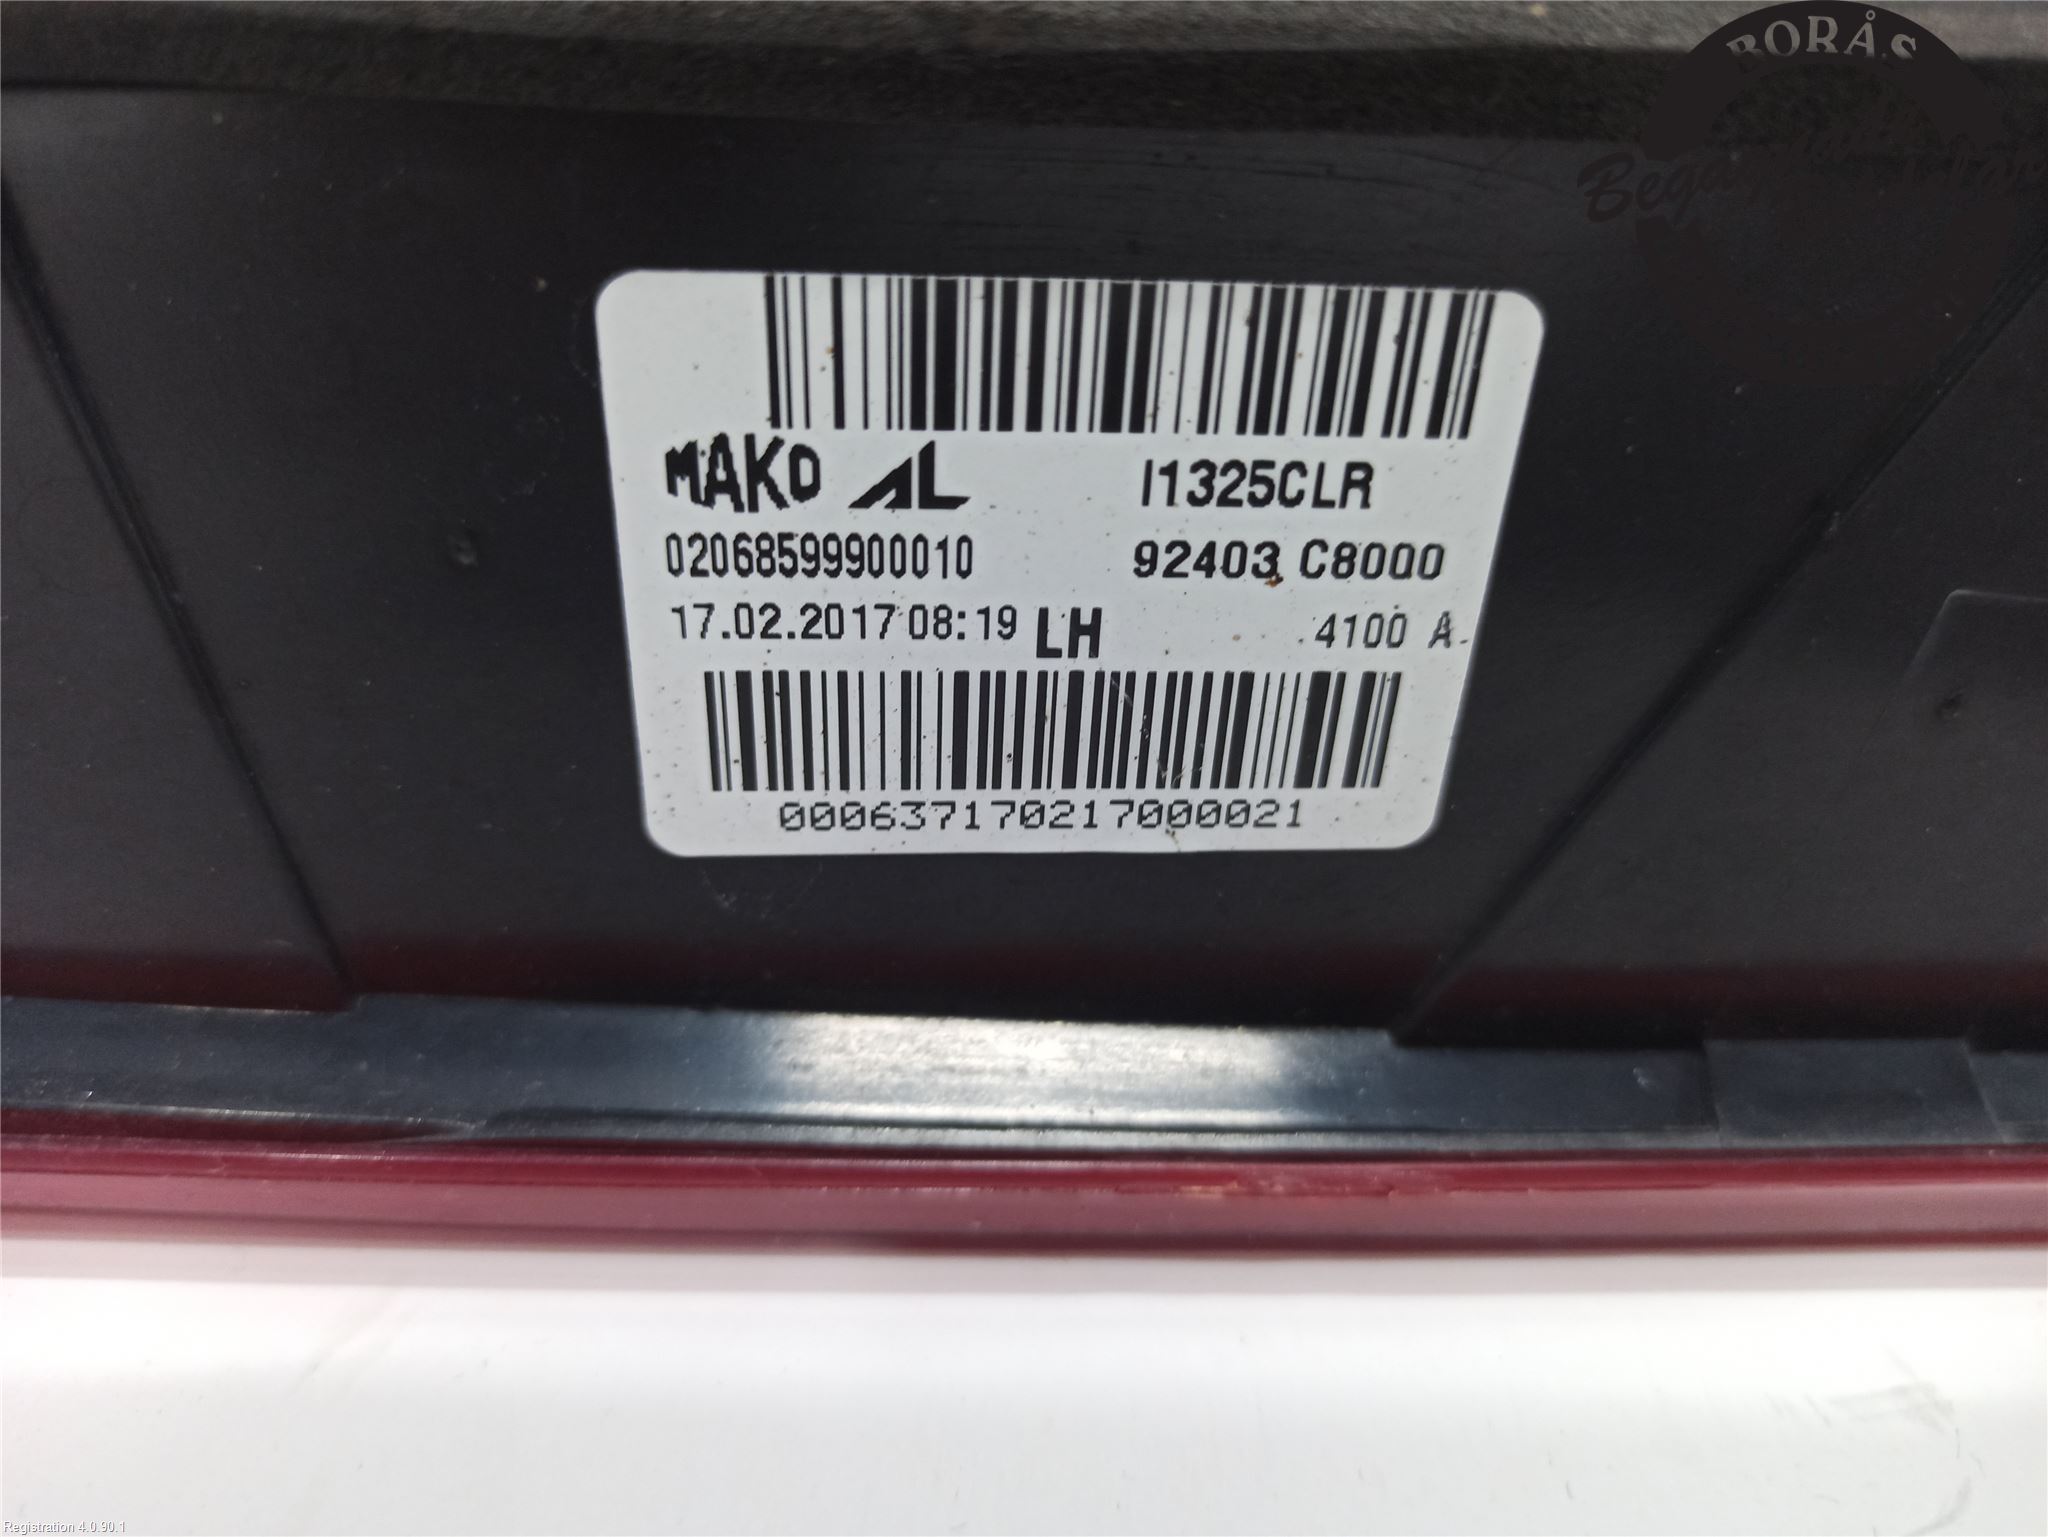 BORÅS
MAKO AL
I1325CLR
02068599900010
92403 C8000
17.02.2017 08:19 LH
4100 A
000637170217000021
Registration 4.0.90.1